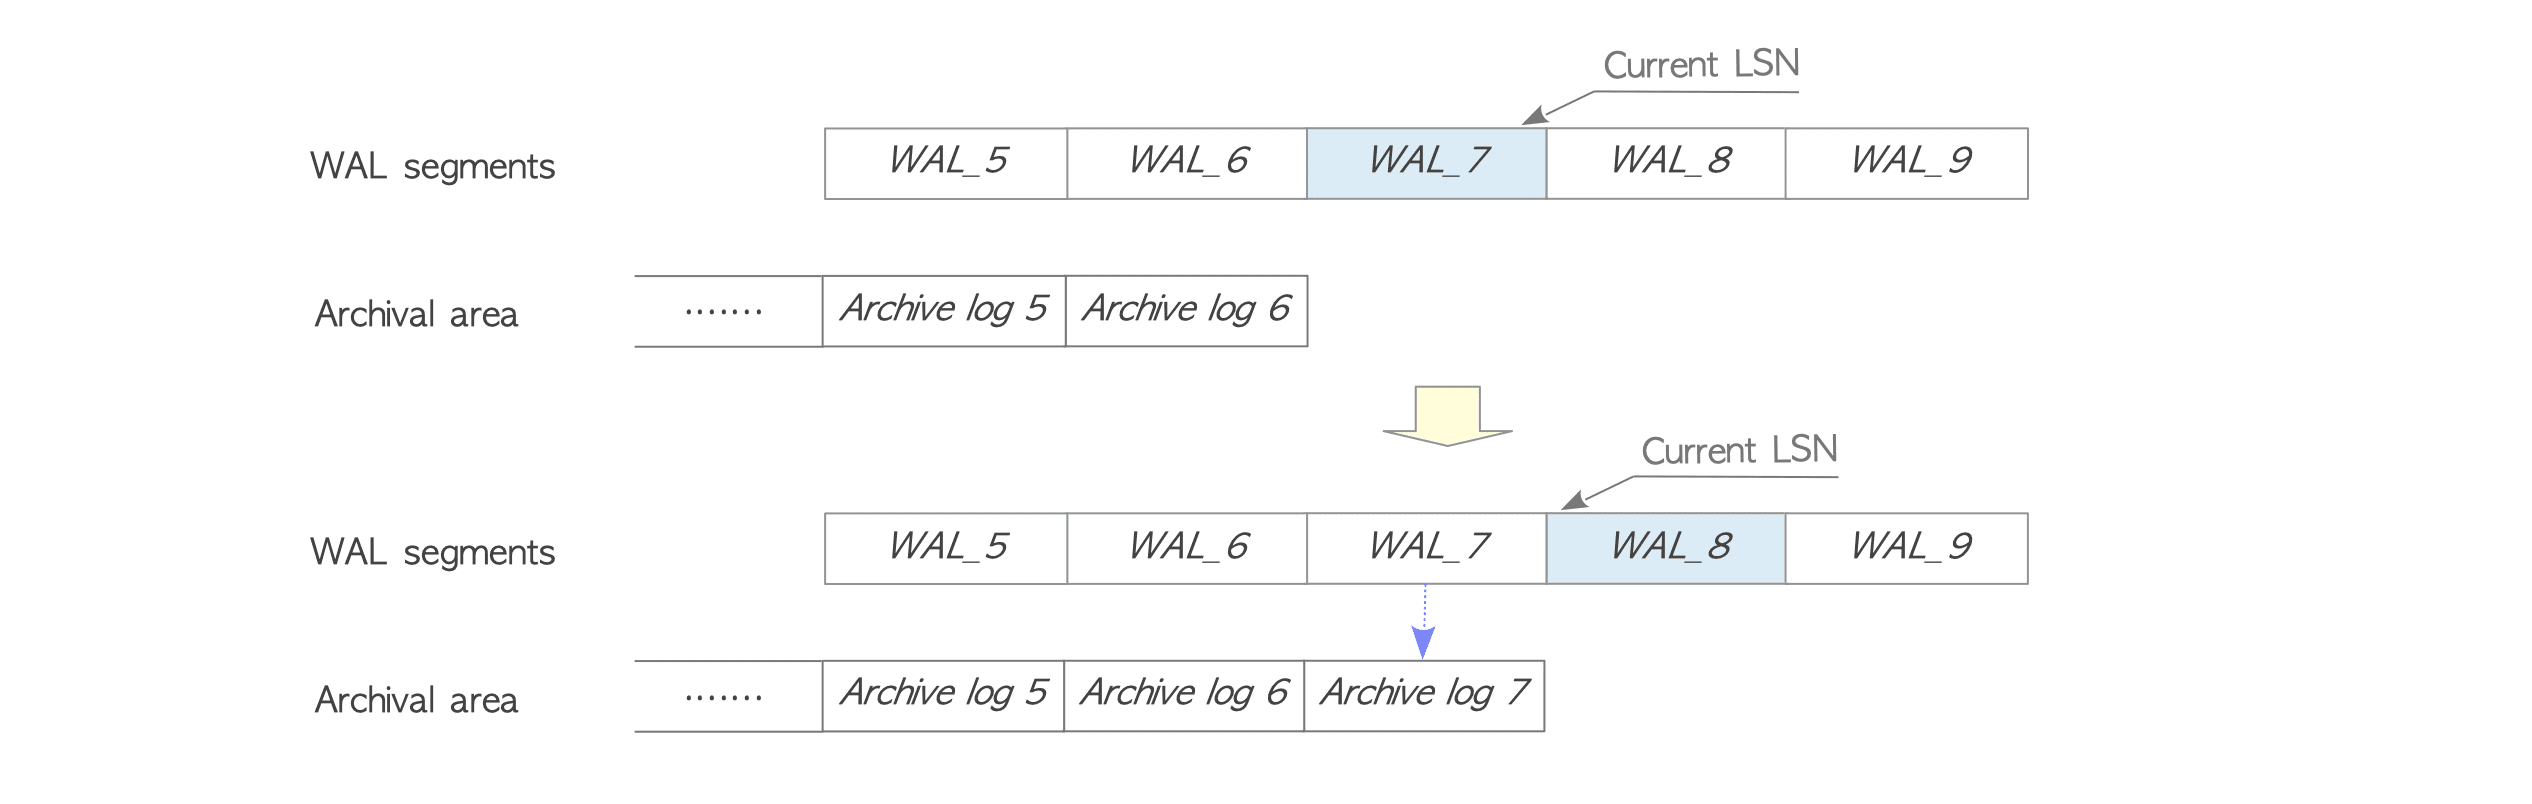 Current LSN
WAL segments WAL_5 WAL_6 WAL_7 WAL_8 WAL_9
Archival area ....... Archive log 5 Archive log 6
Current LSN
WAL segments WAL_5 WAL_6 WAL_7 WAL_8 WAL_9
Archival area ....... Archive log 5 Archive log 6 Archive log 7